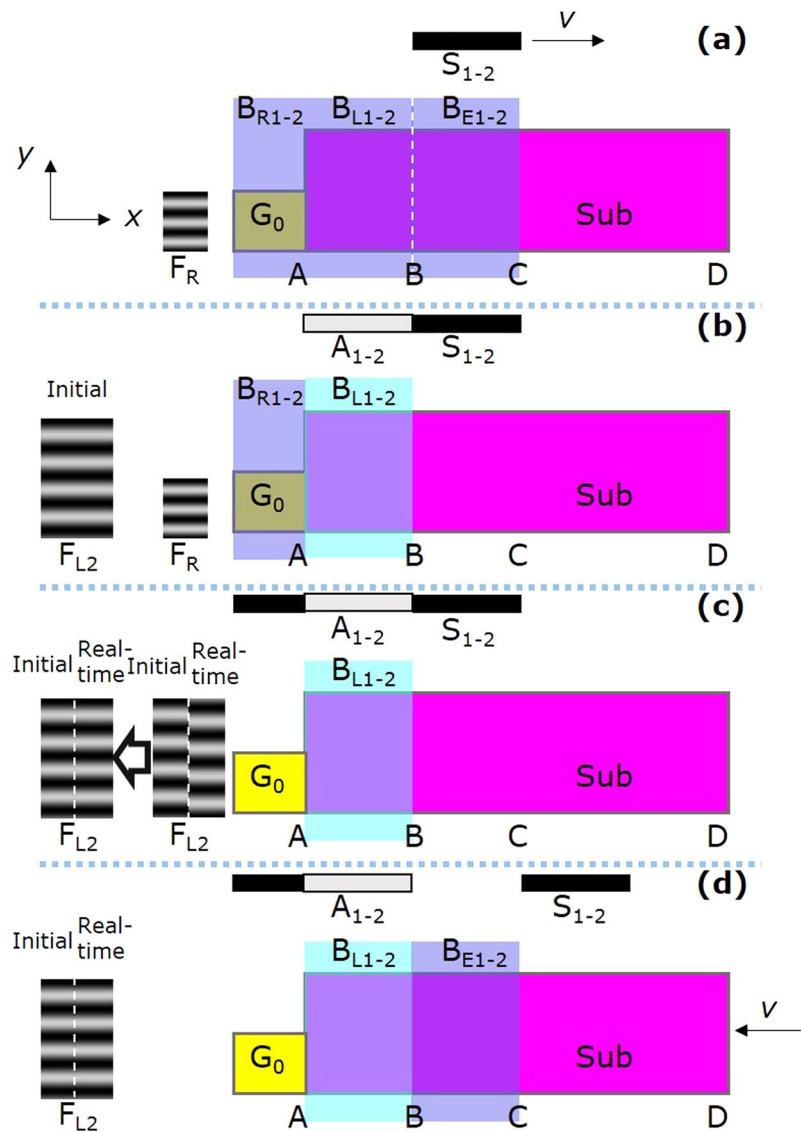 v
(a)
S1-2
BR1-2 BL1-2 BE1-2
y
x
G0
Sub
FR
A B C D
(b)
A1-2 S1-2
Initial
BR1-2 BL1-2
G0
Sub
FL2 FR
A B C D
(c)
A1-2 S1-2
Initial Real-time Initial Real-time
BL1-2
G0
Sub
FL2 FL2
A B C D
(d)
A1-2 S1-2
Initial Real-time
BL1-2 BE1-2
v
G0
Sub
FL2
A B C D